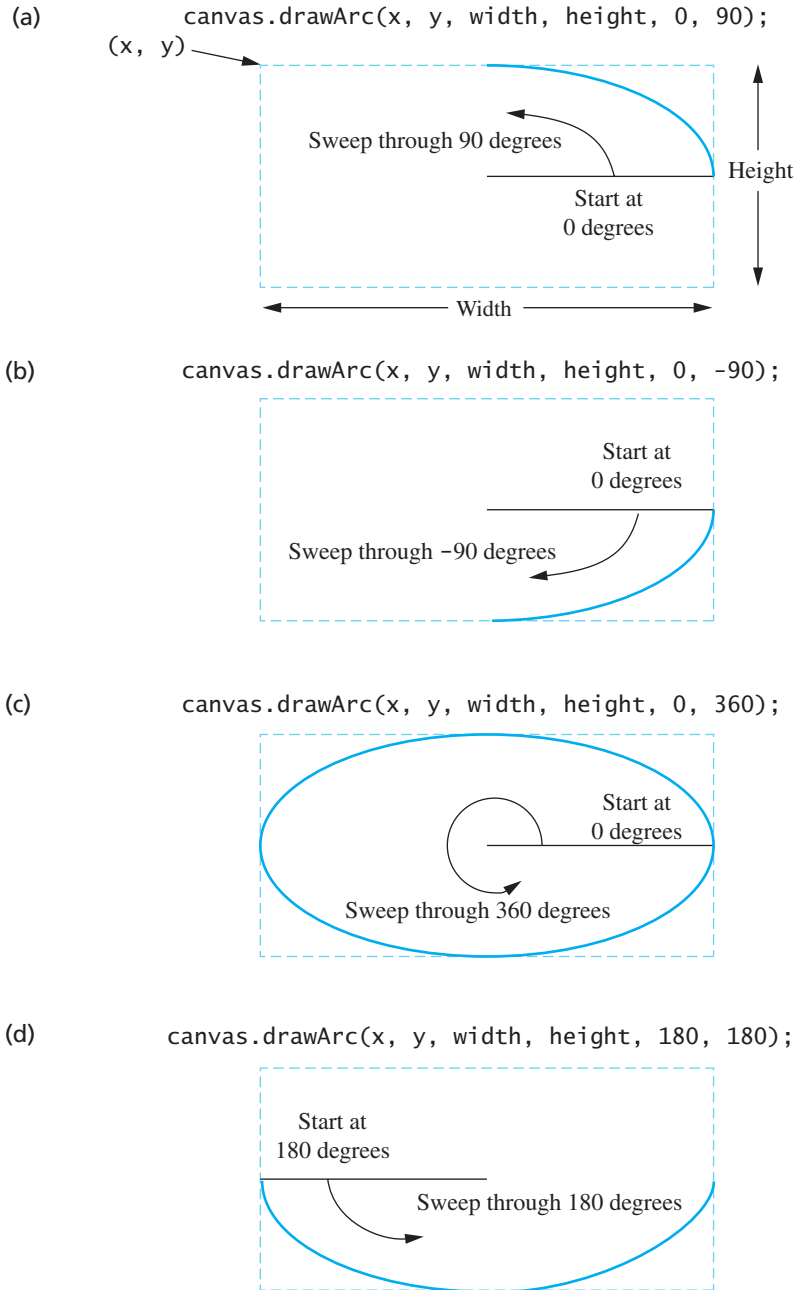 (a) canvas.drawArc(x, y, width, height, 0, 90);
(x, y)
Sweep through 90 degrees
Height
Start at
0 degrees
Width
(b) canvas.drawArc(x, y, width, height, 0, −90);
Start at
0 degrees
Sweep through −90 degrees
(c) canvas.drawArc(x, y, width, height, 0, 360);
Start at
0 degrees
Sweep through 360 degrees
(d) canvas.drawArc(x, y, width, height, 180, 180);
Start at
180 degrees
Sweep through 180 degrees